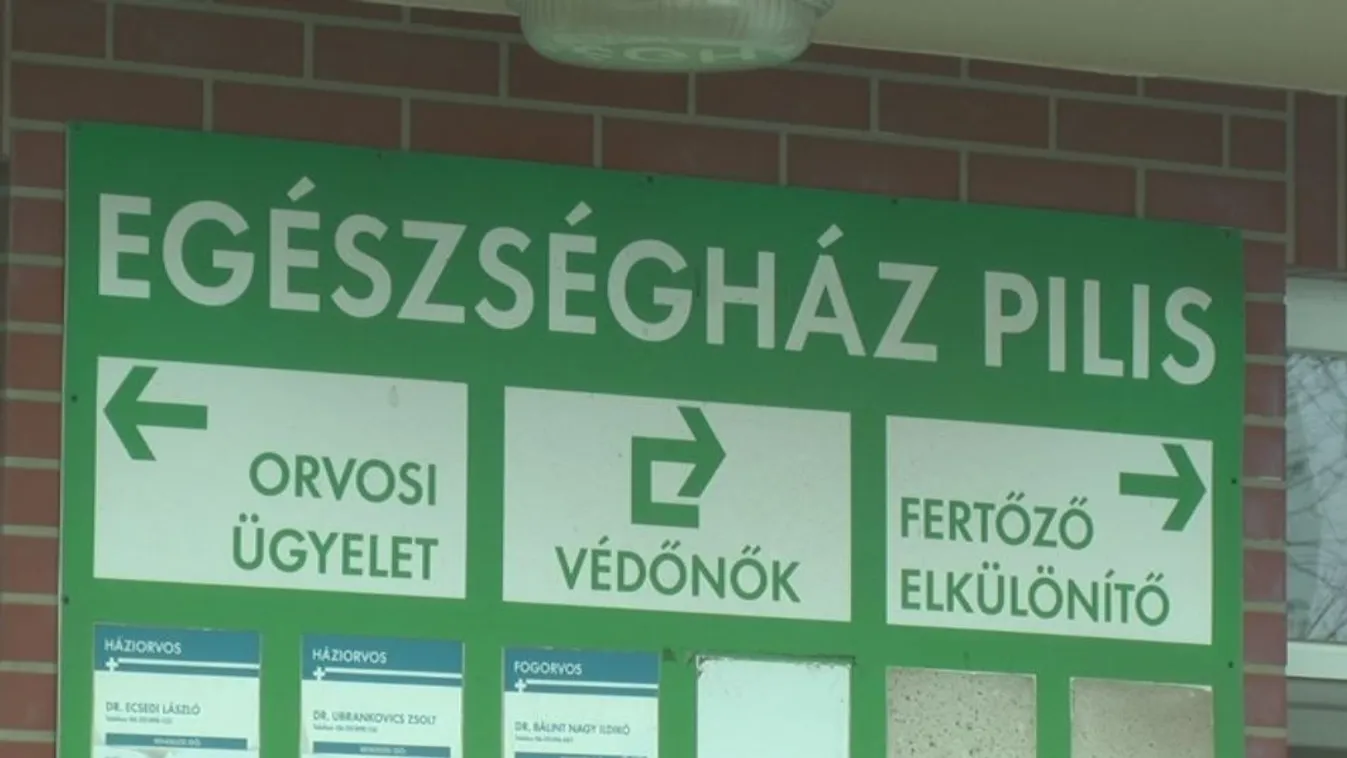 EGÉSZSÉGHÁZ PILIS
ORVOSI
ÜGYELET
VÉDŐNŐK
FERTŐZŐ
ELKÜLÖNÍTŐ
HÁZIORVOS
DR. ECSEDI LÁSZLÓ
HÁZIORVOS
DR. UBRANKOVICS ZSOLT
FOGORVOS
DR. BÁLINT NAGY ILDIKÓ